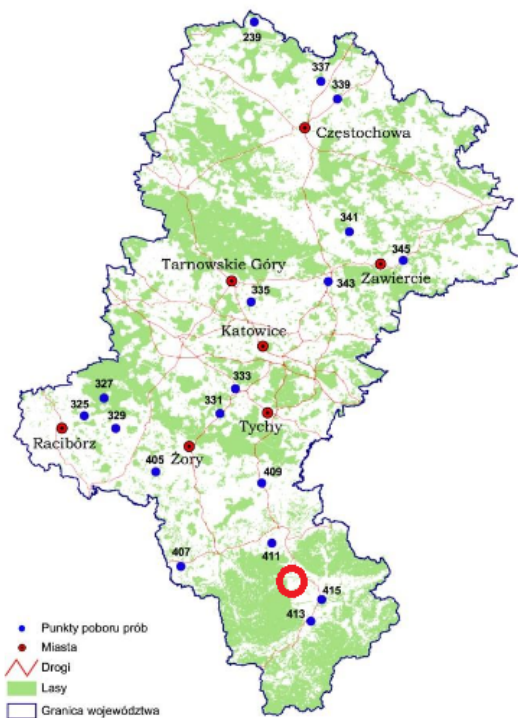 239
337
339
Częstochowa
341
345
Zawiercie
Tarnowskie Góry
343
335
Katowice
333
327
325
331
Tychy
329
Racibórz
Żory
405
409
411
407
415
413
Punkty poboru prób
Miasta
Drogi
Lasy
Granica województwa